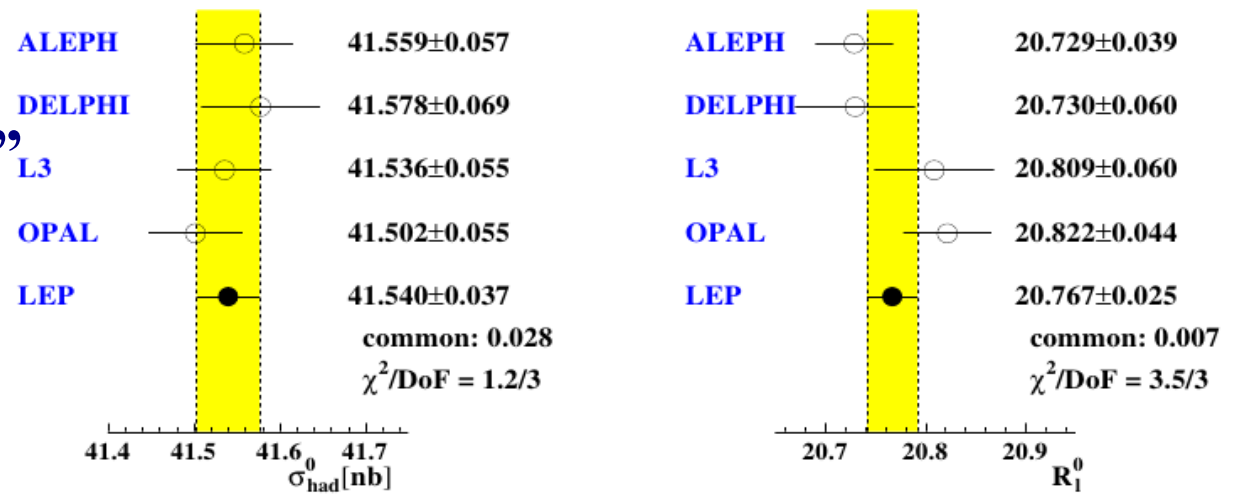 ALEPH 41.559±0.057
DELPHI 41.578±0.069
”
L3 41.536±0.055
OPAL 41.502±0.055
LEP 41.540±0.037
common: 0.028
χ²/DoF = 1.2/3
41.4 41.5 41.6 41.7
σ⁰had[nb]
ALEPH 20.729±0.039
DELPHI 20.730±0.060
L3 20.809±0.060
OPAL 20.822±0.044
LEP 20.767±0.025
common: 0.007
χ²/DoF = 3.5/3
20.7 20.8 20.9
R⁰l